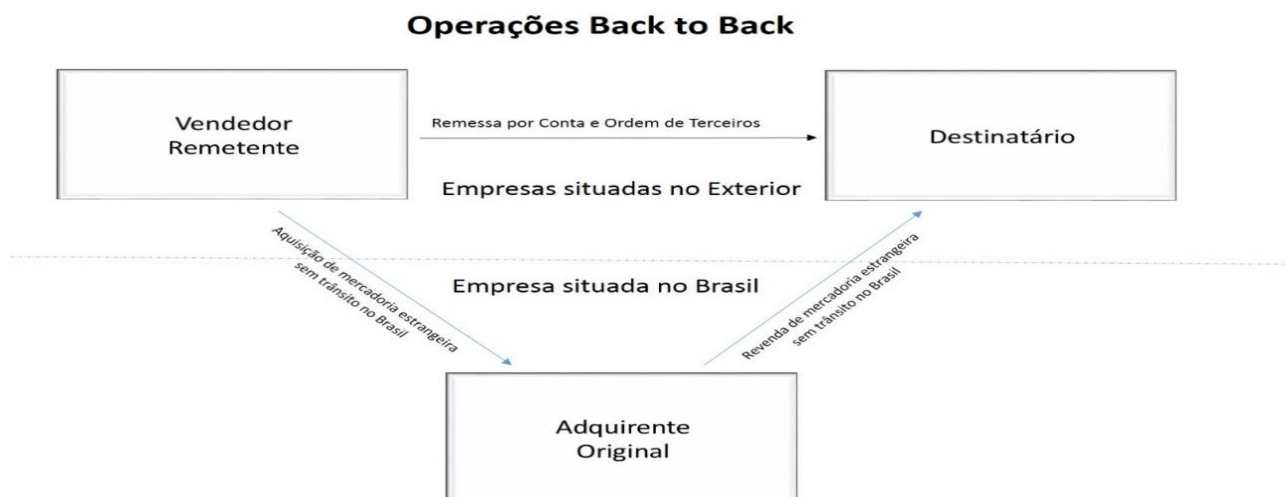 Operações Back to Back
Vendedor
Remetente
Remessa por Conta e Ordem de Terceiros
Destinatário
Empresas situadas no Exterior
Aquisição de mercadoria estrangeira
sem trânsito no Brasil
Empresa situada no Brasil
Revenda de mercadoria estrangeira
sem trânsito no Brasil
Adquirente
Original